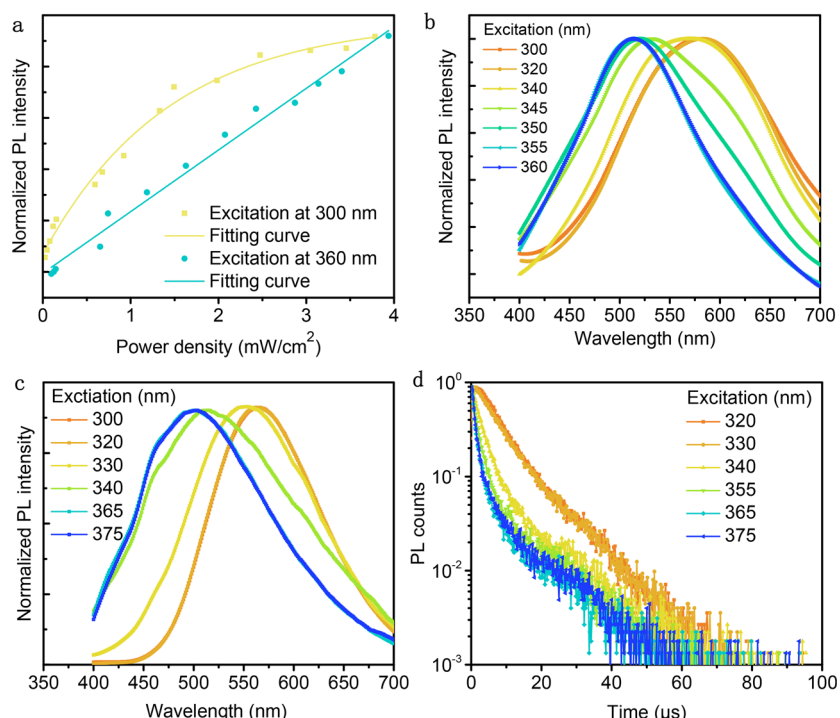 a
Normalized PL intensity
Excitation at 300 nm
Fitting curve
Excitation at 360 nm
Fitting curve
0 1 2 3 4
Power density (mW/cm²)
b
Normalized PL intensity
Excitation (nm)
300
320
340
345
350
355
360
350 400 450 500 550 600 650 700
Wavelength (nm)
c
Normalized PL intensity
Exctiation (nm)
300
320
330
340
365
375
350 400 450 500 550 600 650 700
Wavelength (nm)
d
PL counts
10⁰
10⁻¹
10⁻²
10⁻³
Excitation (nm)
320
330
340
355
365
375
0 20 40 60 80 100
Time (us)